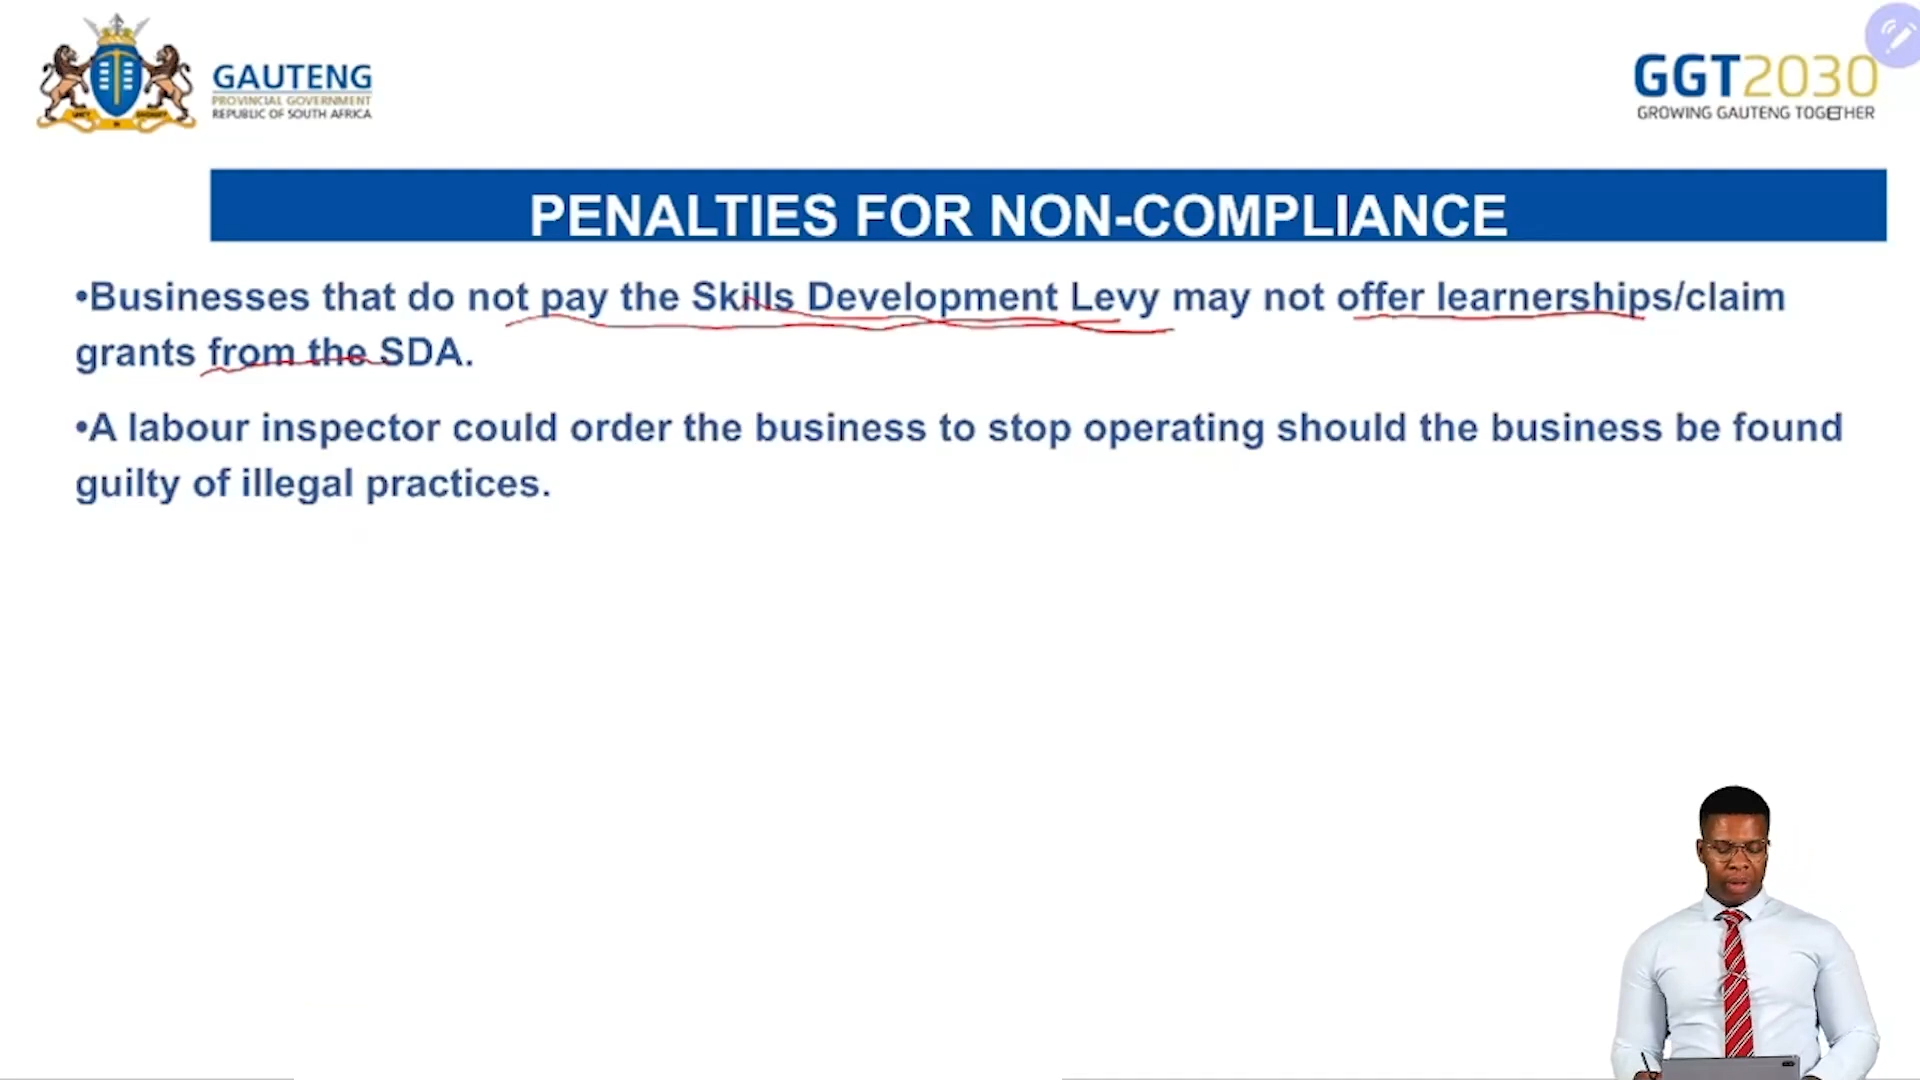 GAUTENG
PROVINCIAL GOVERNMENT
REPUBLIC OF SOUTH AFRICA
GGT2030
GROWING GAUTENG TOGETHER
PENALTIES FOR NON-COMPLIANCE
•Businesses that do not pay the Skills Development Levy may not offer learnerships/claim
grants from the SDA.
•A labour inspector could order the business to stop operating should the business be found
guilty of illegal practices.